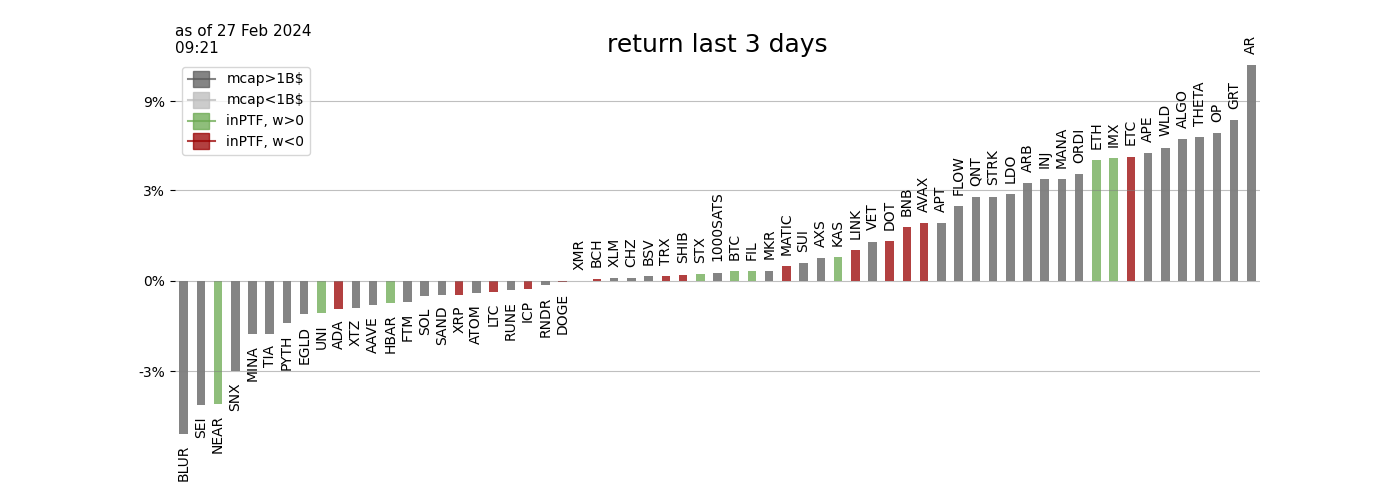 as of 27 Feb 2024
09:21
return last 3 days
mcap>1B$
mcap<1B$
inPTF, w>0
inPTF, w<0
9%
3%
0%
-3%
BLUR
SEI
NEAR
SNX
MINA
TIA
PYTH
EGLD
UNI
ADA
XTZ
AAVE
HBAR
FTM
SOL
SAND
XRP
ATOM
LTC
RUNE
ICP
RNDR
DOGE
XMR
BCH
XLM
CHZ
BSV
TRX
SHIB
STX
1000SATS
BTC
FIL
MKR
MATIC
SUI
AXS
KAS
LINK
VET
DOT
BNB
AVAX
APT
FLOW
QNT
STRK
LDO
ARB
INJ
MANA
ORDI
ETH
IMX
ETC
APE
WLD
ALGO
THETA
OP
GRT
AR